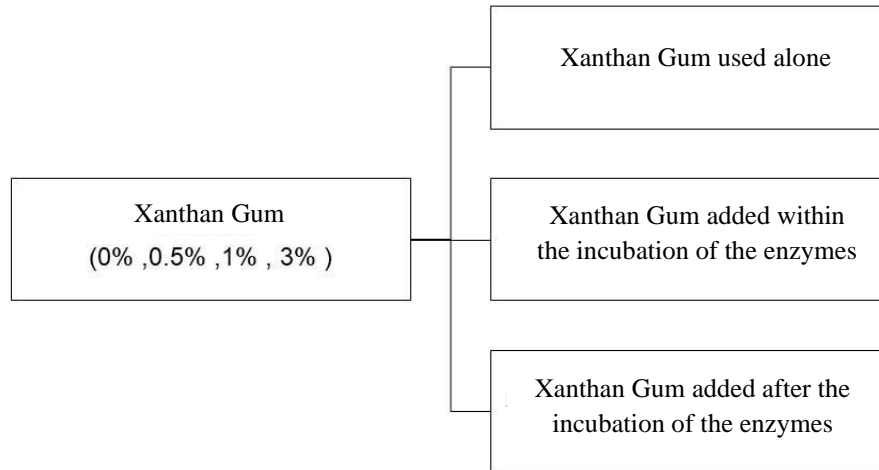 Xanthan Gum used alone
Xanthan Gum
(0% ,0.5% ,1% , 3% )
Xanthan Gum added within
the incubation of the enzymes
Xanthan Gum added after the
incubation of the enzymes